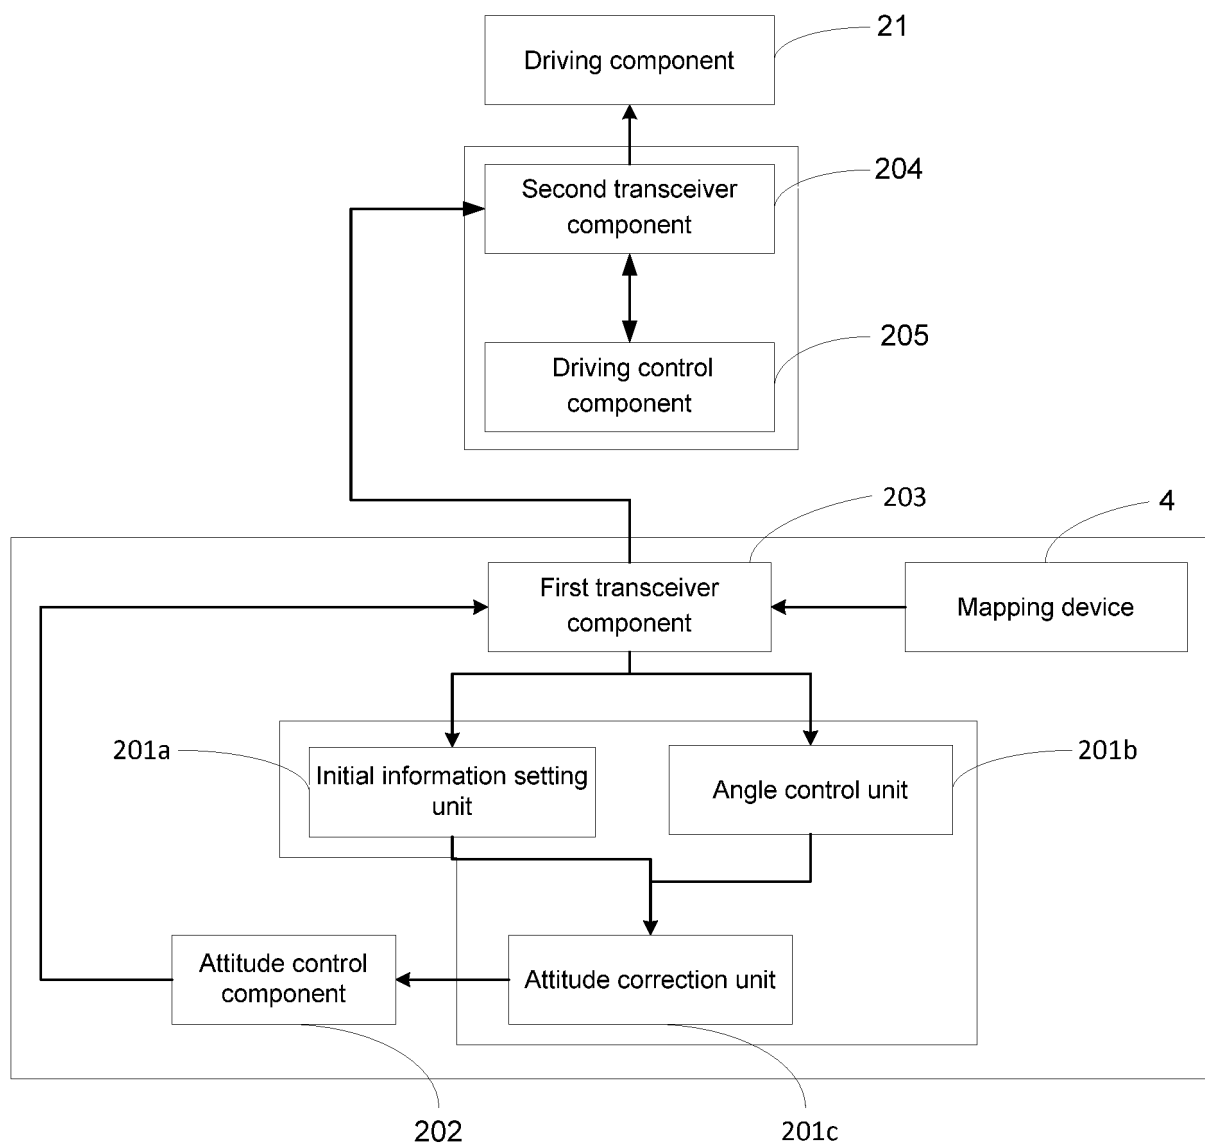 21
Driving component
204
Second transceiver
component
205
Driving control
component
203
4
First transceiver
component
Mapping device
201a
201b
Initial information setting
unit
Angle control unit
Attitude control
component
Attitude correction unit
202
201c